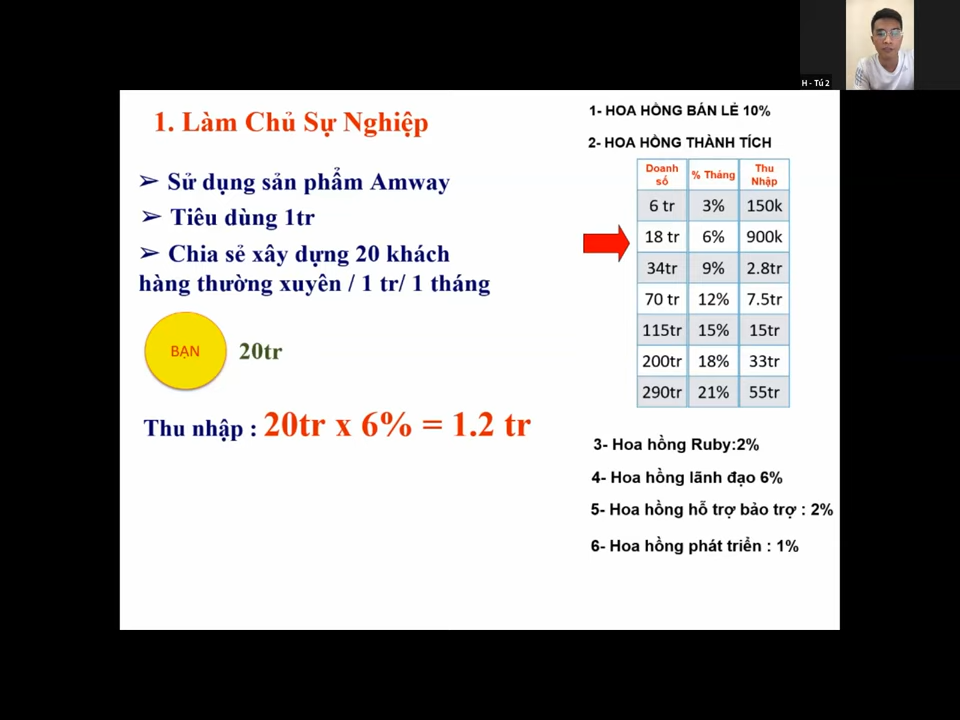 H - Tú 2
1. Làm Chủ Sự Nghiệp
➢ Sử dụng sản phẩm Amway
➢ Tiêu dùng 1tr
➢ Chia sẻ xây dựng 20 khách
hàng thường xuyên / 1 tr/ 1 tháng
BẠN
20tr
Thu nhập : 20tr x 6% = 1.2 tr
1- HOA HỒNG BÁN LẺ 10%
2- HOA HỒNG THÀNH TÍCH
Doanh số % Tháng Thu Nhập
6 tr 3% 150k
18 tr 6% 900k
34tr 9% 2.8tr
70 tr 12% 7.5tr
115tr 15% 15tr
200tr 18% 33tr
290tr 21% 55tr
3- Hoa hồng Ruby:2%
4- Hoa hồng lãnh đạo 6%
5- Hoa hồng hỗ trợ bảo trợ : 2%
6- Hoa hồng phát triển : 1%